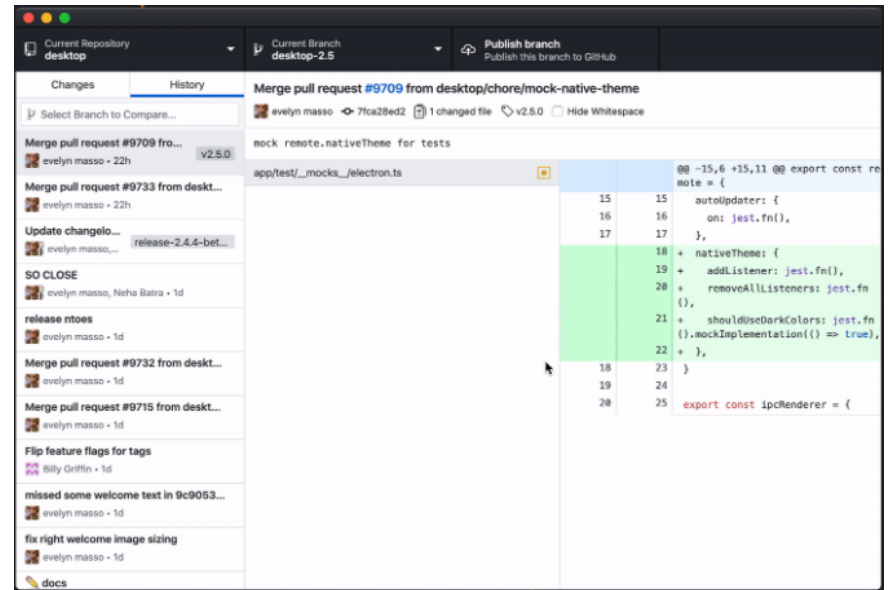 Current Repository
desktop
Current Branch
desktop-2.5
Publish branch
Publish this branch to GitHub
Changes
History
Select Branch to Compare...
Merge pull request #9709 fro...
evelyn masso • 22h
v2.5.0
Merge pull request #9733 from deskt...
evelyn masso • 22h
Update changelo...
evelyn masso,...
release-2.4.4-bet...
SO CLOSE
evelyn masso, Neha Batra • 1d
release ntoes
evelyn masso • 1d
Merge pull request #9732 from deskt...
evelyn masso • 1d
Merge pull request #9715 from deskt...
evelyn masso • 1d
Flip feature flags for tags
Billy Griffin • 1d
missed some welcome text in 9c9053...
evelyn masso • 1d
fix right welcome image sizing
evelyn masso • 1d
docs
Merge pull request #9709 from desktop/chore/mock-native-theme
evelyn masso 7fca28ed2 1 changed file v2.5.0 Hide Whitespace
mock remote.nativeTheme for tests
app/test/__mocks__/electron.ts
@@ -15,6 +15,11 @@ export const re
mote = {
15 15 autoUpdater: {
16 16 on: jest.fn(),
17 17 },
18 + nativeTheme: {
19 + addListener: jest.fn(),
20 + removeAllListeners: jest.fn
(),
21 + shouldUseDarkColors: jest.fn
().mockImplementation(() => true),
22 + },
18 23 }
19 24
20 25 export const ipcRenderer = {